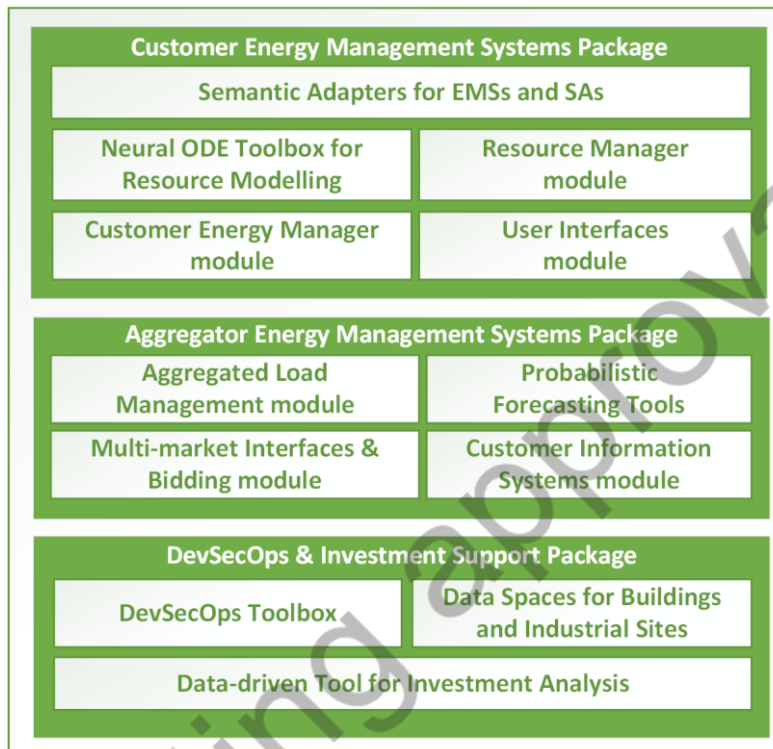 Customer Energy Management Systems Package
Semantic Adapters for EMSs and SAs
Neural ODE Toolbox for
Resource Modelling
Resource Manager
module
Customer Energy Manager
module
User Interfaces
module
Aggregator Energy Management Systems Package
Aggregated Load
Management module
Probabilistic
Forecasting Tools
Multi-market Interfaces &
Bidding module
Customer Information
Systems module
DevSecOps & Investment Support Package
DevSecOps Toolbox
Data Spaces for Buildings
and Industrial Sites
Data-driven Tool for Investment Analysis